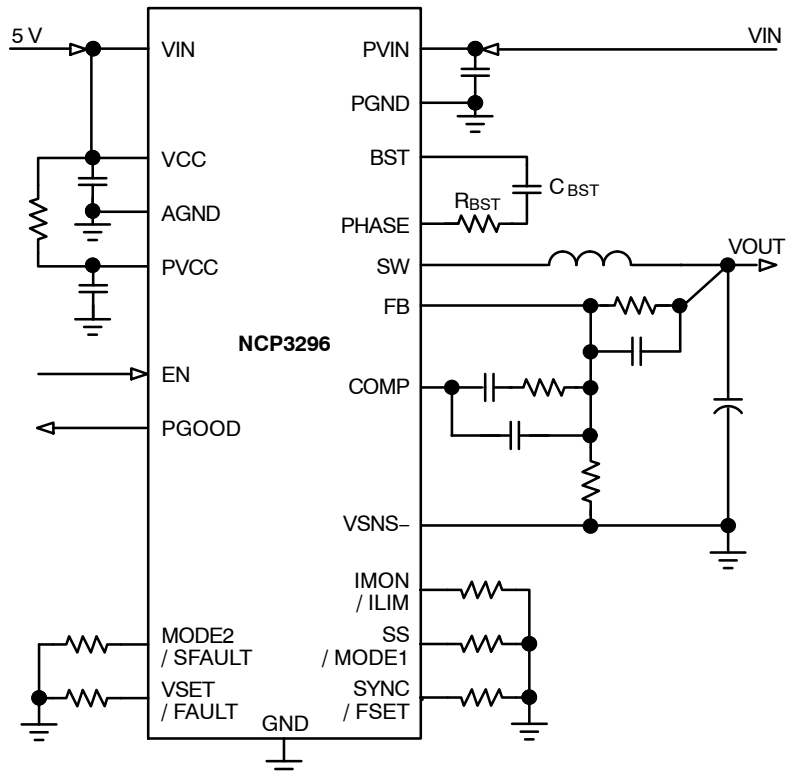 5 V
VIN
PVIN
VIN
PGND
BST
VCC
C BST
RBST
AGND
PHASE
VOUT
SW
PVCC
FB
NCP3296
EN
COMP
PGOOD
VSNS–
IMON
/ ILIM
MODE2
/ SFAULT
SS
/ MODE1
VSET
/ FAULT
SYNC
/ FSET
GND